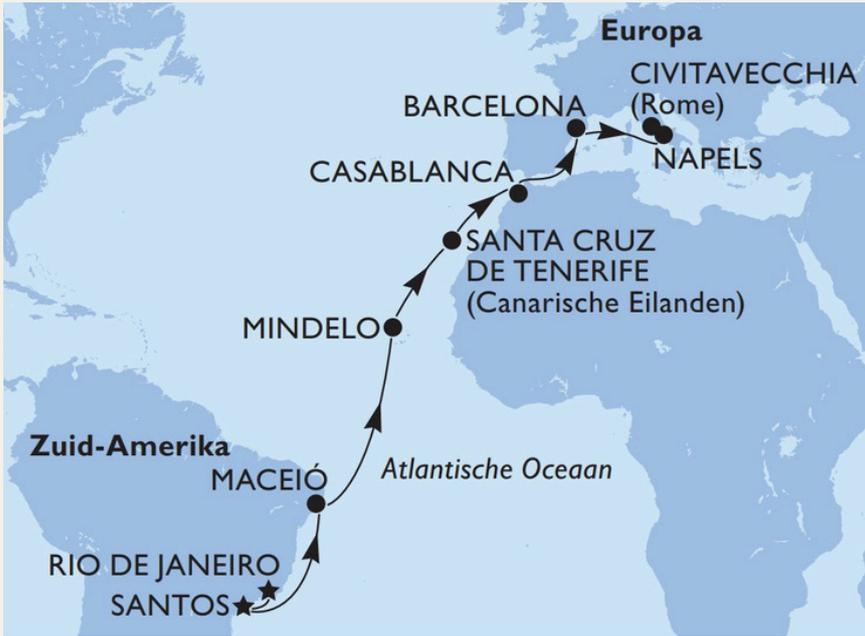 Europa
CIVITAVECCHIA
(Rome)
BARCELONA
NAPELS
CASABLANCA
SANTA CRUZ
DE TENERIFE
(Canarische Eilanden)
MINDELO
Zuid-Amerika
Atlantische Oceaan
MACEIÓ
RIO DE JANEIRO
SANTOS